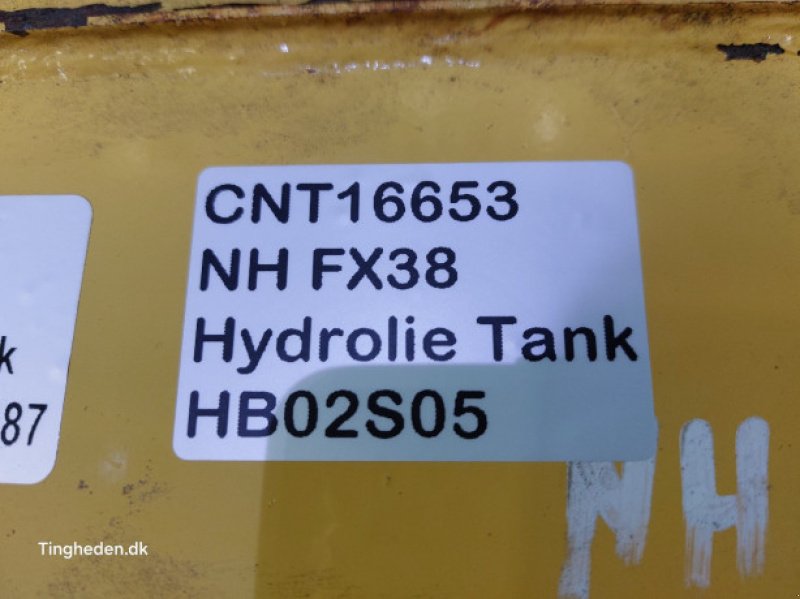 CNT16653
NH FX38
Hydrolie Tank
HB02S05
k
87
NH
Tingheden.dk